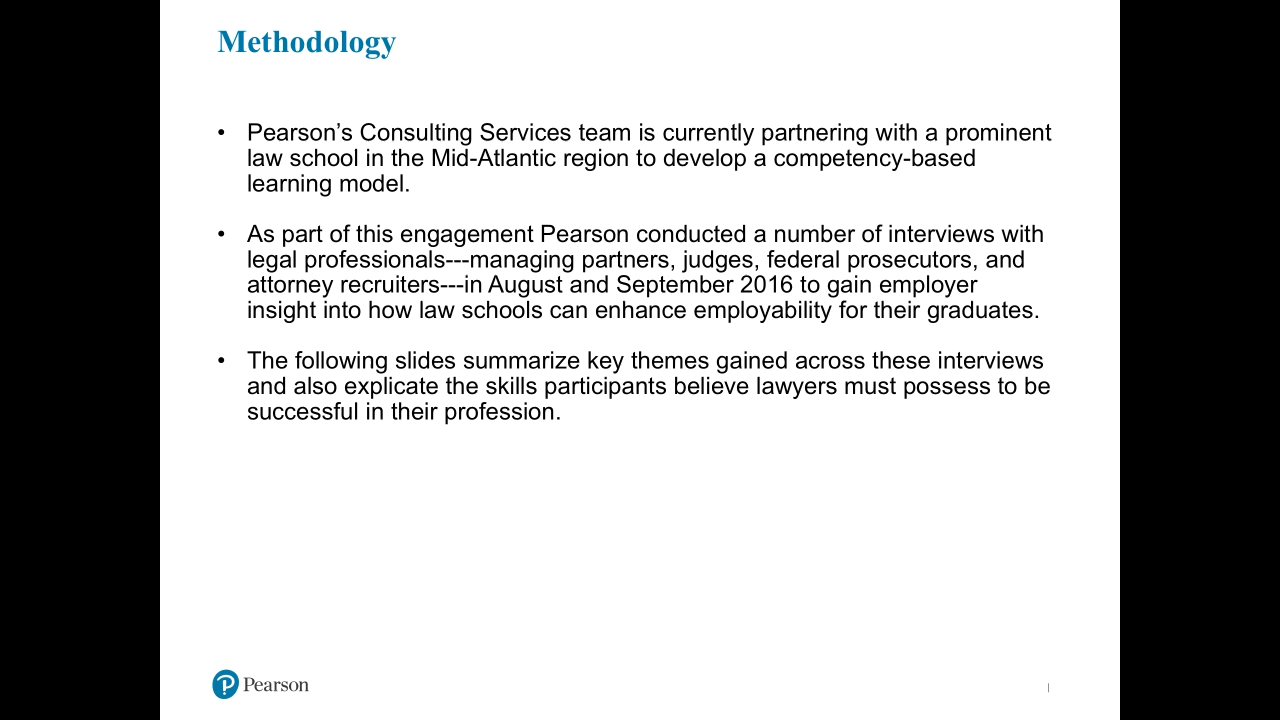 Methodology
• Pearson’s Consulting Services team is currently partnering with a prominent
law school in the Mid-Atlantic region to develop a competency-based
learning model.
• As part of this engagement Pearson conducted a number of interviews with
legal professionals---managing partners, judges, federal prosecutors, and
attorney recruiters---in August and September 2016 to gain employer
insight into how law schools can enhance employability for their graduates.
• The following slides summarize key themes gained across these interviews
and also explicate the skills participants believe lawyers must possess to be
successful in their profession.
Pearson
|